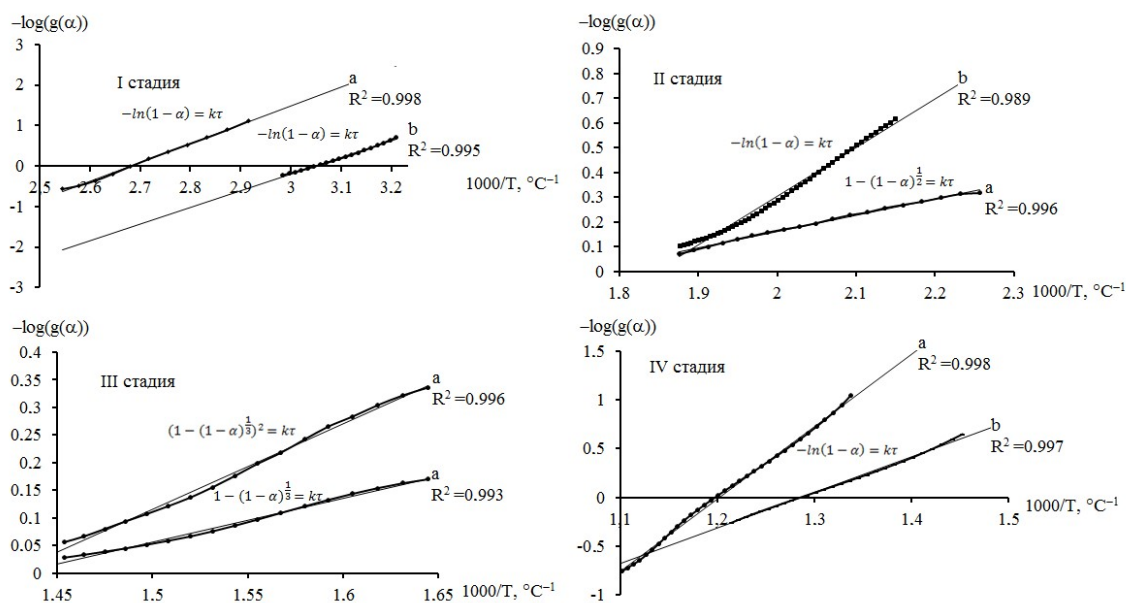 −log(g(α))
3
2
1
0
-1
-2
-3
2.5
2.6
2.7
2.8
2.9
3
3.1
3.2
I стадия
−ln(1 − α) = kτ
a
R² =0.998
−ln(1 − α) = kτ
b
R² =0.995
1000/T, °C⁻¹
−log(g(α))
0.9
0.8
0.7
0.6
0.5
0.4
0.3
0.2
0.1
0
1.8
1.9
2
2.1
2.2
2.3
II стадия
b
R² =0.989
−ln(1 − α) = kτ
1 − (1 − α)^(1/2) = kτ
a
R² =0.996
1000/T, °C⁻¹
−log(g(α))
0.4
0.35
0.3
0.25
0.2
0.15
0.1
0.05
0
1.45
1.5
1.55
1.6
1.65
III стадия
a
R² =0.996
(1 − (1 − α)^(1/3))² = kτ
a
R² =0.993
1 − (1 − α)^(1/3) = kτ
1000/T, °C⁻¹
−log(g(α))
1.5
1
0.5
0
-0.5
-1
1.1
1.2
1.3
1.4
1.5
IV стадия
a
R² =0.998
−ln(1 − α) = kτ
b
R² =0.997
1000/T, °C⁻¹